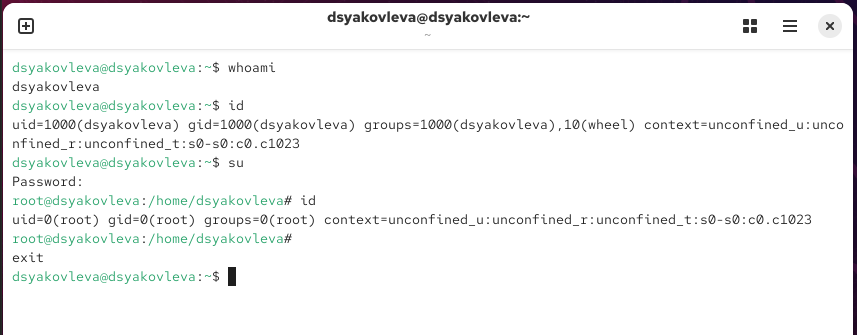 dsyakovleva@dsyakovleva:~
~
dsyakovleva@dsyakovleva:~$ whoami
dsyakovleva
dsyakovleva@dsyakovleva:~$ id
uid=1000(dsyakovleva) gid=1000(dsyakovleva) groups=1000(dsyakovleva),10(wheel) context=unconfined_u:unco
nfined_r:unconfined_t:s0-s0:c0.c1023
dsyakovleva@dsyakovleva:~$ su
Password:
root@dsyakovleva:/home/dsyakovleva# id
uid=0(root) gid=0(root) groups=0(root) context=unconfined_u:unconfined_r:unconfined_t:s0-s0:c0.c1023
root@dsyakovleva:/home/dsyakovleva#
exit
dsyakovleva@dsyakovleva:~$